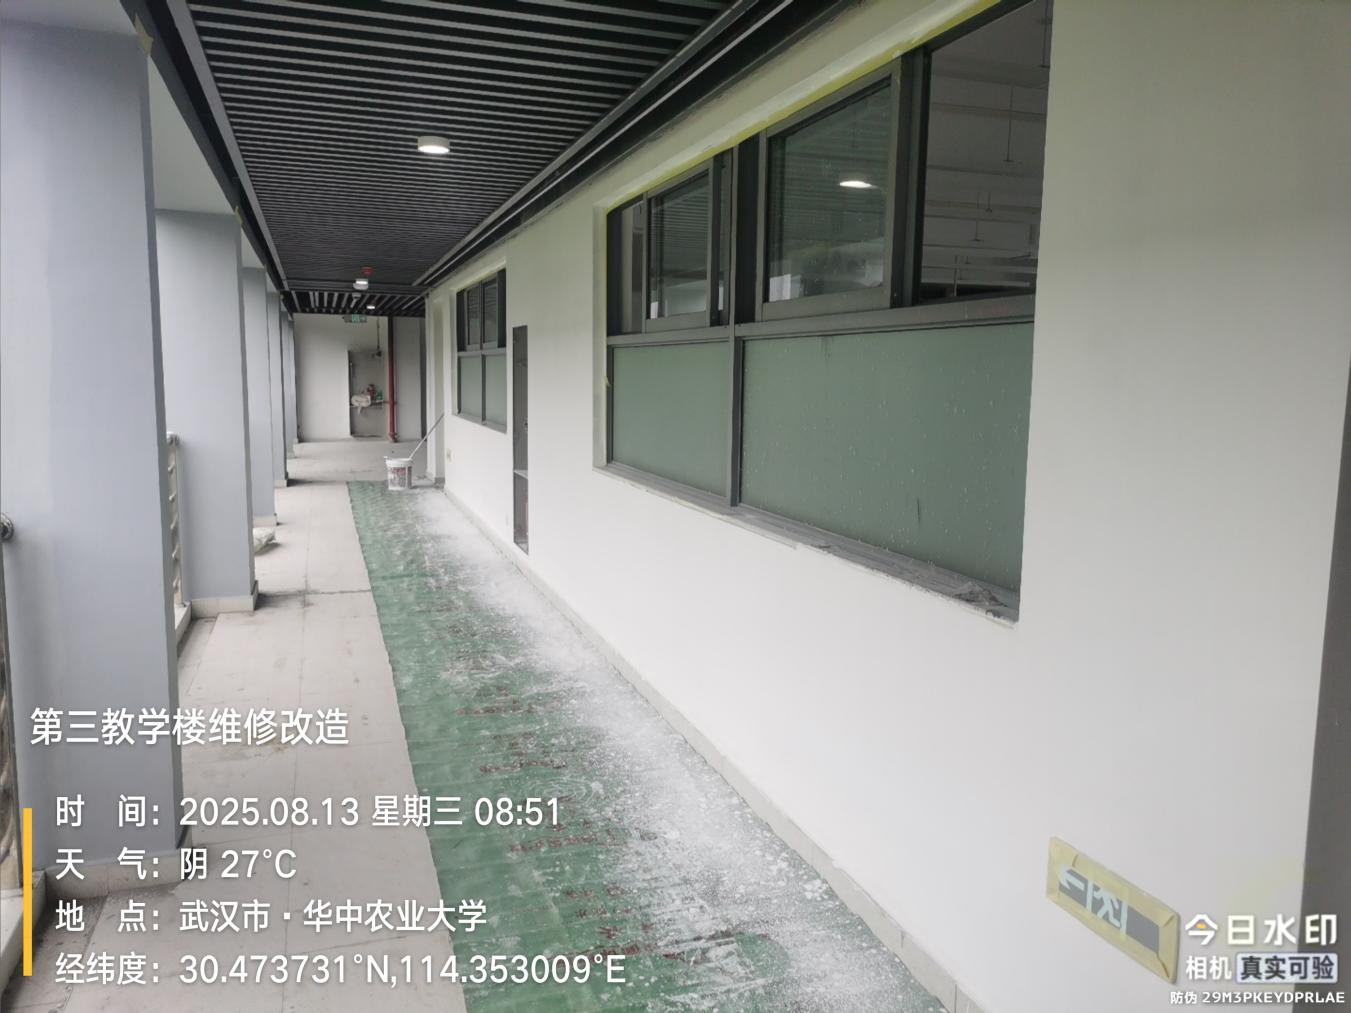 第三教学楼维修改造
时 间：2025.08.13 星期三 08:51
天 气：阴 27°C
地 点：武汉市·华中农业大学
经纬度：30.473731°N,114.353009°E
今日水印
相机 真实可验
防伪 29M3PKEYDPRLAE